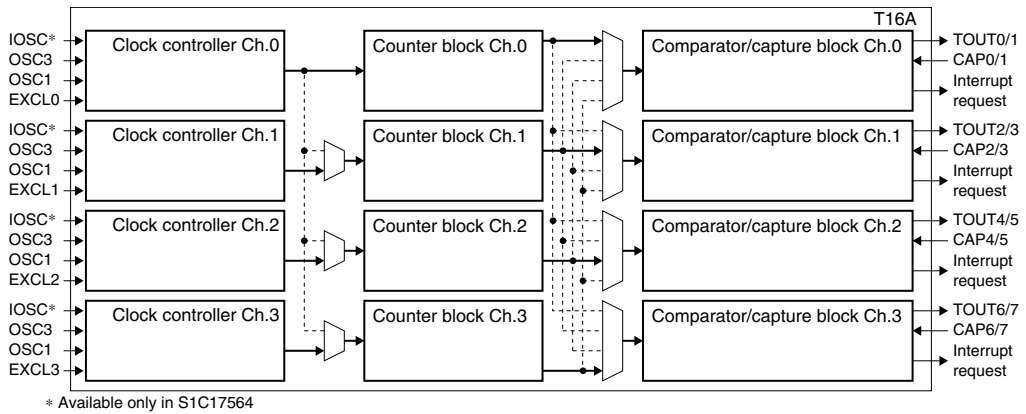 T16A
IOSC*
OSC3
OSC1
EXCL0
Clock controller Ch.0
Counter block Ch.0
Comparator/capture block Ch.0
TOUT0/1
CAP0/1
Interrupt
request
IOSC*
OSC3
OSC1
EXCL1
Clock controller Ch.1
Counter block Ch.1
Comparator/capture block Ch.1
TOUT2/3
CAP2/3
Interrupt
request
IOSC*
OSC3
OSC1
EXCL2
Clock controller Ch.2
Counter block Ch.2
Comparator/capture block Ch.2
TOUT4/5
CAP4/5
Interrupt
request
IOSC*
OSC3
OSC1
EXCL3
Clock controller Ch.3
Counter block Ch.3
Comparator/capture block Ch.3
TOUT6/7
CAP6/7
Interrupt
request
* Available only in S1C17564